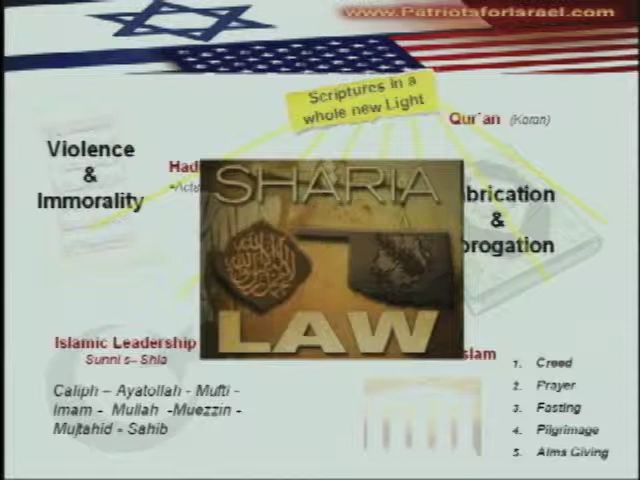 www.PatriotsforIsrael.com
Scriptures in a
whole new Light
Qur'an (Koran)
Violence
&
Immorality
brication
&
brogation
SHARIA
LAW
Islamic Leadership
Sunni s– Shia
Caliph – Ayatollah - Mufti -
Imam - Mullah -Muezzin -
Mujtahid - Sahib
slam
1. Creed
2. Prayer
3. Fasting
4. Pilgrimage
5. Alms Giving